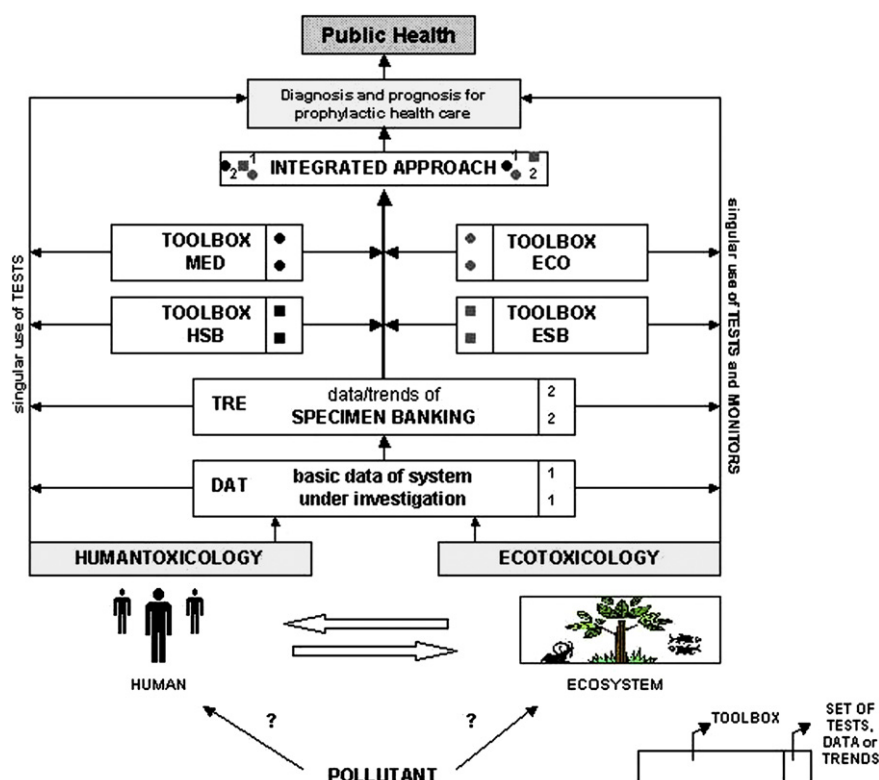 Public Health
Diagnosis and prognosis for
prophylactic health care
2 1 INTEGRATED APPROACH 1 2
TOOLBOX
MED
TOOLBOX
ECO
TOOLBOX
HSB
TOOLBOX
ESB
singular use of TESTS
singular use of TESTS and MONITORS
TRE
data/trends of
SPECIMEN BANKING
2
2
DAT
basic data of system
under investigation
1
1
HUMANTOXICOLOGY
ECOTOXICOLOGY
HUMAN
ECOSYSTEM
?
?
POLLUTANT
TOOLBOX
SET OF
TESTS,
DATA or
TRENDS